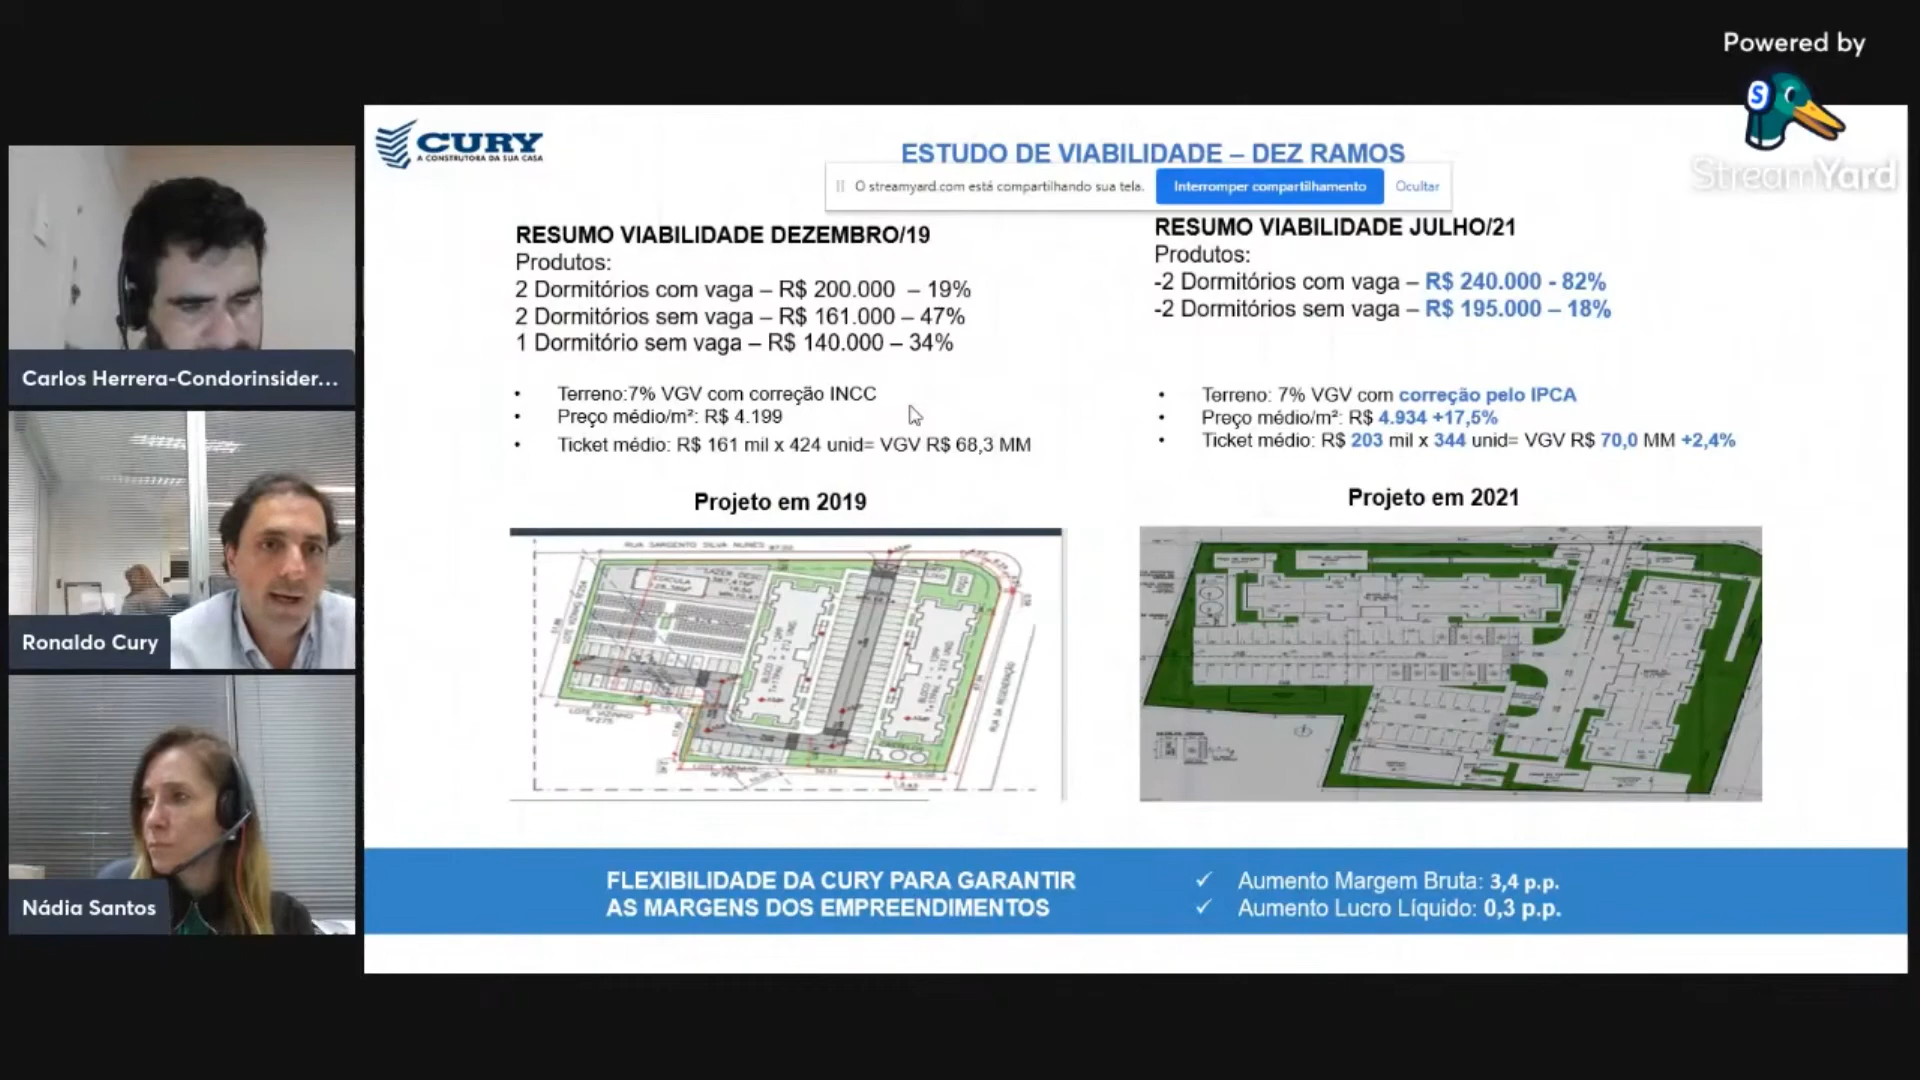 Powered by
StreamYard
CURY
A CONSTRUTORA DA SUA CASA
ESTUDO DE VIABILIDADE – DEZ RAMOS
O streamyard.com está compartilhando sua tela.
Interromper compartilhamento
Ocultar
RESUMO VIABILIDADE DEZEMBRO/19
Produtos:
2 Dormitórios com vaga – R$ 200.000 – 19%
2 Dormitórios sem vaga – R$ 161.000 – 47%
1 Dormitório sem vaga – R$ 140.000 – 34%
• Terreno:7% VGV com correção INCC
• Preço médio/m²: R$ 4.199
• Ticket médio: R$ 161 mil x 424 unid= VGV R$ 68,3 MM
Projeto em 2019
RUA SARGENTO SILVA NUNES
RUA DA REGENERAÇÃO
RESUMO VIABILIDADE JULHO/21
Produtos:
-2 Dormitórios com vaga – R$ 240.000 - 82%
-2 Dormitórios sem vaga – R$ 195.000 – 18%
• Terreno: 7% VGV com correção pelo IPCA
• Preço médio/m²: R$ 4.934 +17,5%
• Ticket médio: R$ 203 mil x 344 unid= VGV R$ 70,0 MM +2,4%
Projeto em 2021
FLEXIBILIDADE DA CURY PARA GARANTIR
AS MARGENS DOS EMPREENDIMENTOS
✓ Aumento Margem Bruta: 3,4 p.p.
✓ Aumento Lucro Líquido: 0,3 p.p.
Carlos Herrera-Condorinsider...
Ronaldo Cury
Nádia Santos